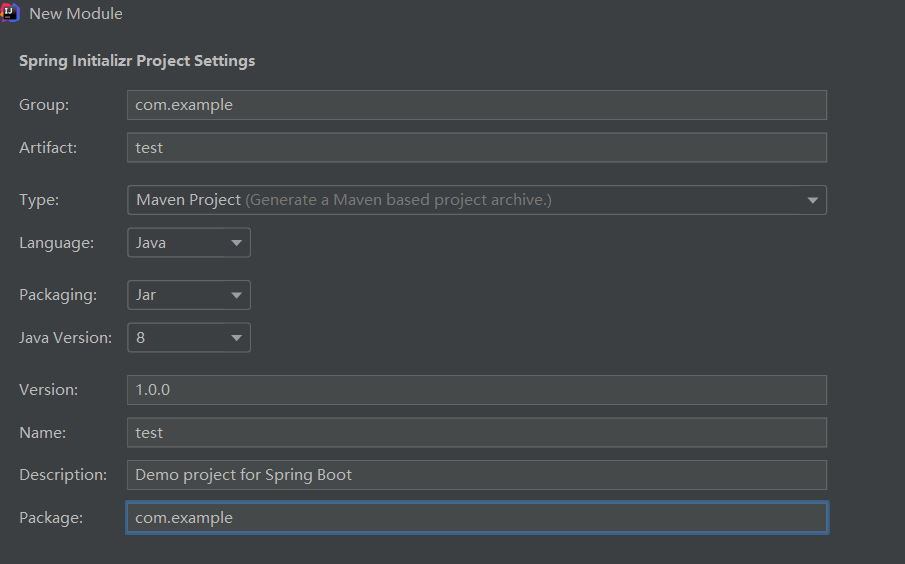 New Module
Spring Initializr Project Settings
Group: com.example
Artifact: test
Type: Maven Project (Generate a Maven based project archive.)
Language: Java
Packaging: Jar
Java Version: 8
Version: 1.0.0
Name: test
Description: Demo project for Spring Boot
Package: com.example